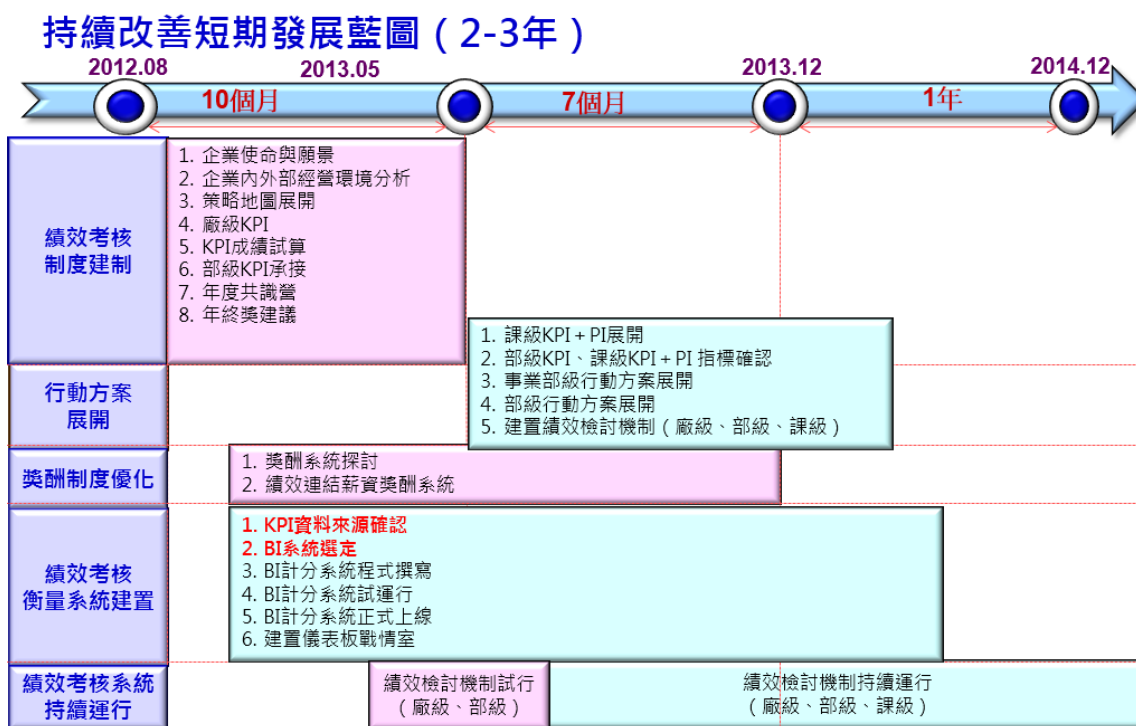 持續改善短期發展藍圖（2-3年）
2012.08
2013.05
2013.12
2014.12
10個月
7個月
1年
績效考核
制度建制
1. 企業使命與願景
2. 企業內外部經營環境分析
3. 策略地圖展開
4. 廠級KPI
5. KPI成績試算
6. 部級KPI承接
7. 年度共識營
8. 年終獎建議
1. 課級KPI＋PI展開
2. 部級KPI、課級KPI＋PI 指標確認
3. 事業部級行動方案展開
4. 部級行動方案展開
5. 建置績效檢討機制（廠級、部級、課級）
行動方案
展開
獎酬制度優化
1. 獎酬系統探討
2. 績效連結薪資獎酬系統
績效考核
衡量系統建置
1. KPI資料來源確認
2. BI系統選定
3. BI計分系統程式撰寫
4. BI計分系統試運行
5. BI計分系統正式上線
6. 建置儀表板戰情室
績效考核系統
持續運行
績效檢討機制試行
（廠級、部級）
績效檢討機制持續運行
（廠級、部級、課級）